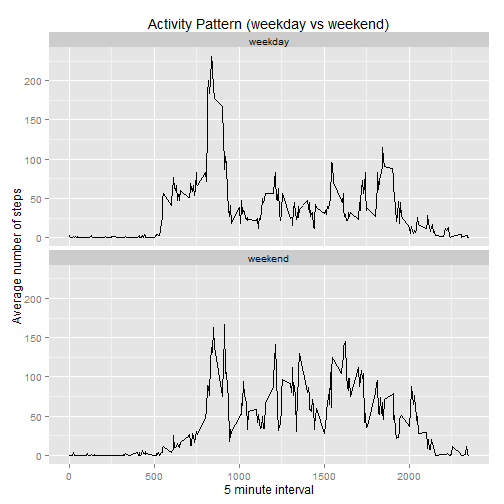 Activity Pattern (weekday vs weekend)
weekday
200
150
100
50
0
weekend
200
150
100
50
0
Average number of steps
0 500 1000 1500 2000
5 minute interval